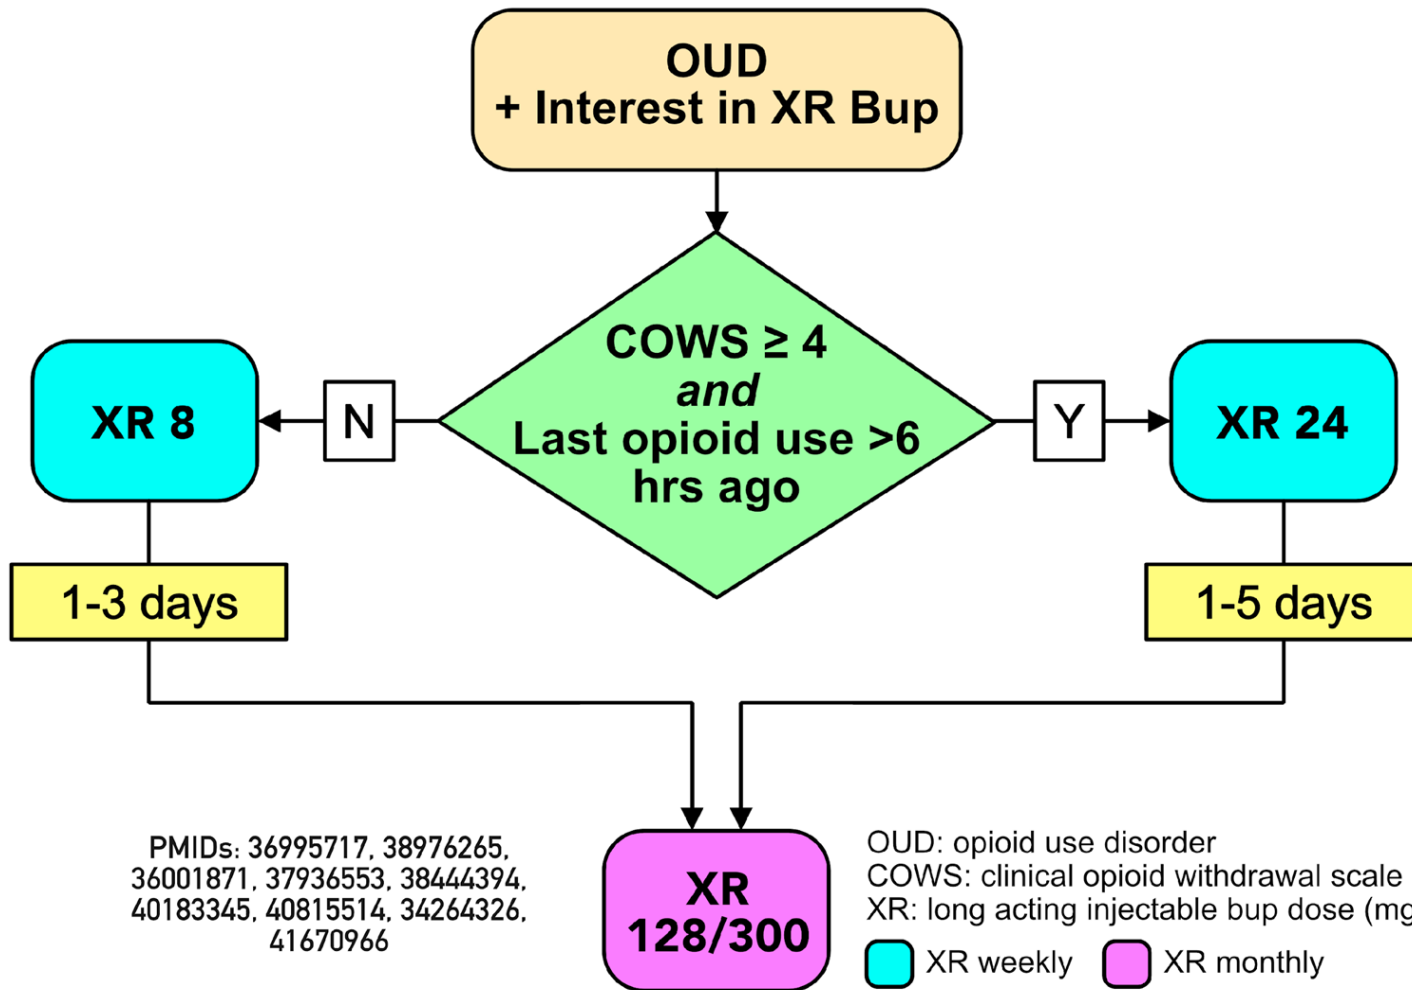 OUD
+ Interest in XR Bup
COWS ≥ 4
and
Last opioid use >6
hrs ago
N
Y
XR 8
XR 24
1-3 days
1-5 days
XR
128/300
PMIDs: 36995717, 38976265,
36001871, 37936553, 38444394,
40183345, 40815514, 34264326,
41670966
OUD: opioid use disorder
COWS: clinical opioid withdrawal scale
XR: long acting injectable bup dose (mg
XR weekly
XR monthly